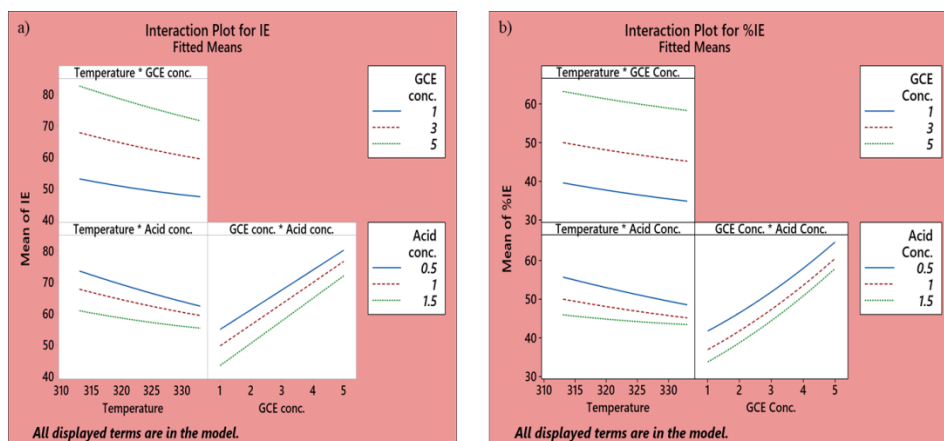 a)
Interaction Plot for IE
Fitted Means
Temperature * GCE conc.
GCE
conc.
1
3
5
80
70
60
50
40
Mean of IE
Temperature * Acid conc.
GCE conc. * Acid conc.
Acid
conc.
0.5
1
1.5
80
70
60
50
40
310 315 320 325 330
1 2 3 4 5
Temperature
GCE conc.
All displayed terms are in the model.
b)
Interaction Plot for %IE
Fitted Means
Temperature * GCE Conc.
GCE
Conc.
1
3
5
60
50
40
30
Mean of %IE
Temperature * Acid Conc.
GCE Conc. * Acid Conc.
Acid
Conc.
0.5
1
1.5
60
50
40
30
310 315 320 325 330
1 2 3 4 5
Temperature
GCE Conc.
All displayed terms are in the model.